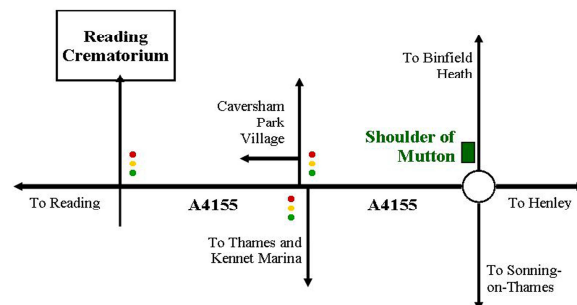 Reading
Crematorium
To Binfield
Heath
Caversham
Park
Village
Shoulder of
Mutton
To Reading
A4155
A4155
To Henley
To Thames and
Kennet Marina
To Sonning-
on-Thames